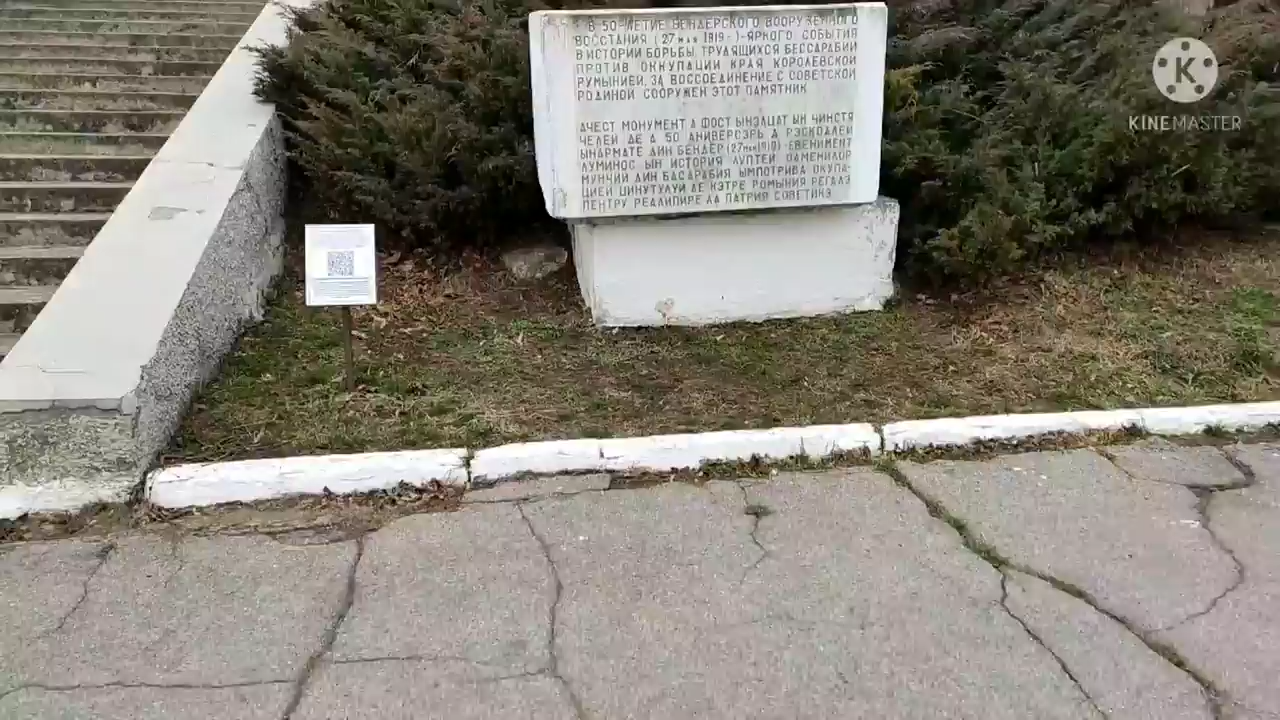 В 50-ЛЕТИЕ БЕНДЕРСКОГО ВООРУЖЕННОГО
ВОССТАНИЯ (27 мая 1919г.)-ЯРКОГО СОБЫТИЯ
В ИСТОРИИ БОРЬБЫ ТРУДЯЩИХСЯ БЕССАРАБИИ
ПРОТИВ ОККУПАЦИИ КРАЯ КОРОЛЕВСКОЙ
РУМЫНИЕЙ, ЗА ВОССОЕДИНЕНИЕ С СОВЕТСКОЙ
РОДИНОЙ СООРУЖЕН ЭТОТ ПАМЯТНИК
АЧЕСТ МОНУМЕНТ А ФОСТ ЫНЭЛЦАТ ЫН ЧИНСТЯ
ЧЕЛЕЙ ДЕ А 50 АНИВЕРСЭРЬ А РЭСКОАЛЕЙ
ЫНАРМАТЕ ДИН БЕНДЕР (27 мая 1919)-ЕВЕНИМЕНТ
ЛУМИНОС ЫН ИСТОРИЯ ЛУПТЕЙ ОАМЕНИЛОР
МУНЧИЙ ДИН БАСАРАБИЯ ЫМПОТРИВА ОКУПА-
ЦИЕЙ ЦИНУТУЛУЙ ДЕ КЭТРЕ РОМЫНИЯ РЕГАЛЭ
ПЕНТРУ РЕАЛИПИРЕ ЛА ПАТРИЯ СОВЕТИКЭ
KINEMASTER